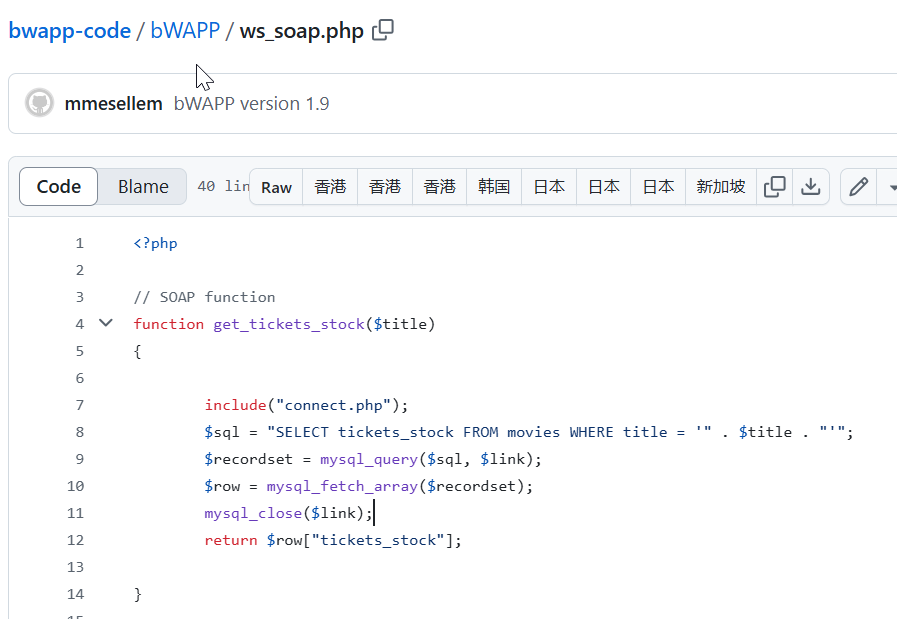 bwapp-code / bWAPP / ws_soap.php
mmesellem bWAPP version 1.9
Code Blame 40 lin Raw 香港 香港 香港 韩国 日本 日本 日本 新加坡
1 <?php
2
3 // SOAP function
4 function get_tickets_stock($title)
5 {
6
7 include("connect.php");
8 $sql = "SELECT tickets_stock FROM movies WHERE title = '" . $title . "'";
9 $recordset = mysql_query($sql, $link);
10 $row = mysql_fetch_array($recordset);
11 mysql_close($link);
12 return $row["tickets_stock"];
13
14 }